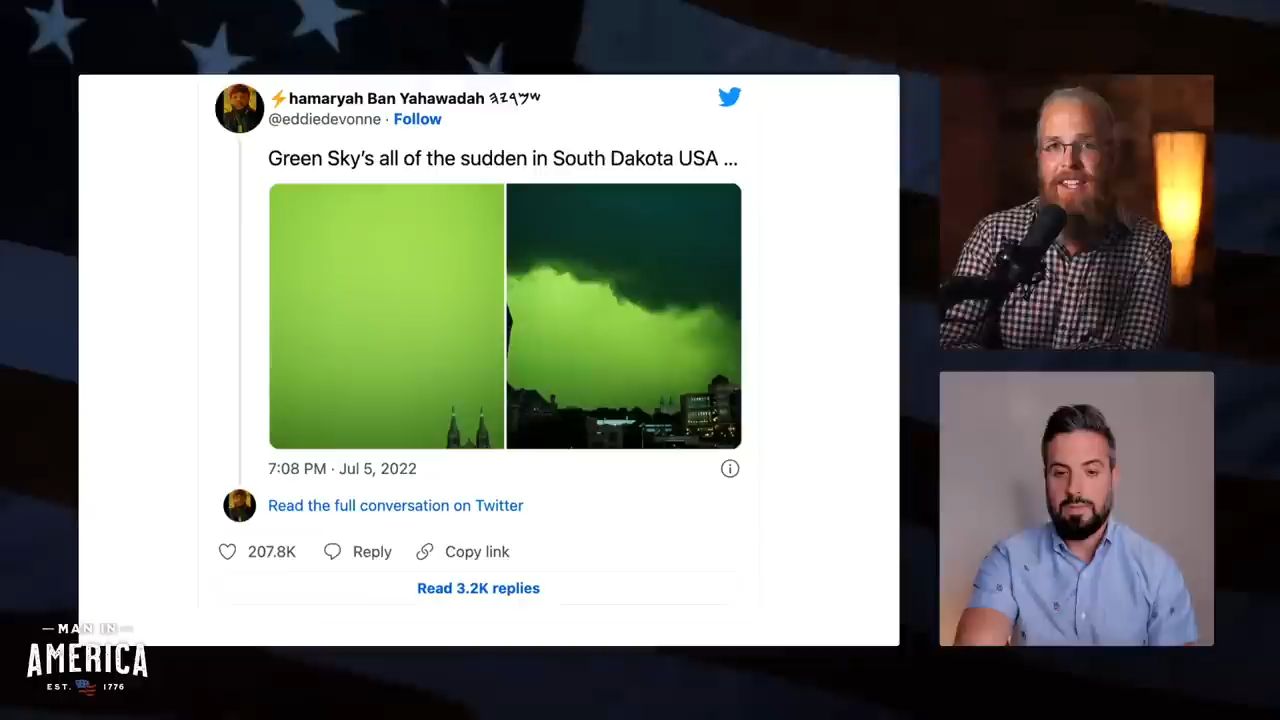 ⚡hamaryah Ban Yahawadah 𐤉𐤄𐤅𐤔𐤌𐤓
@eddiedevonne · Follow
Green Sky’s all of the sudden in South Dakota USA ...
7:08 PM · Jul 5, 2022
Read the full conversation on Twitter
207.8K Reply Copy link
Read 3.2K replies
—MAN IN—
AMERICA
EST. 1776